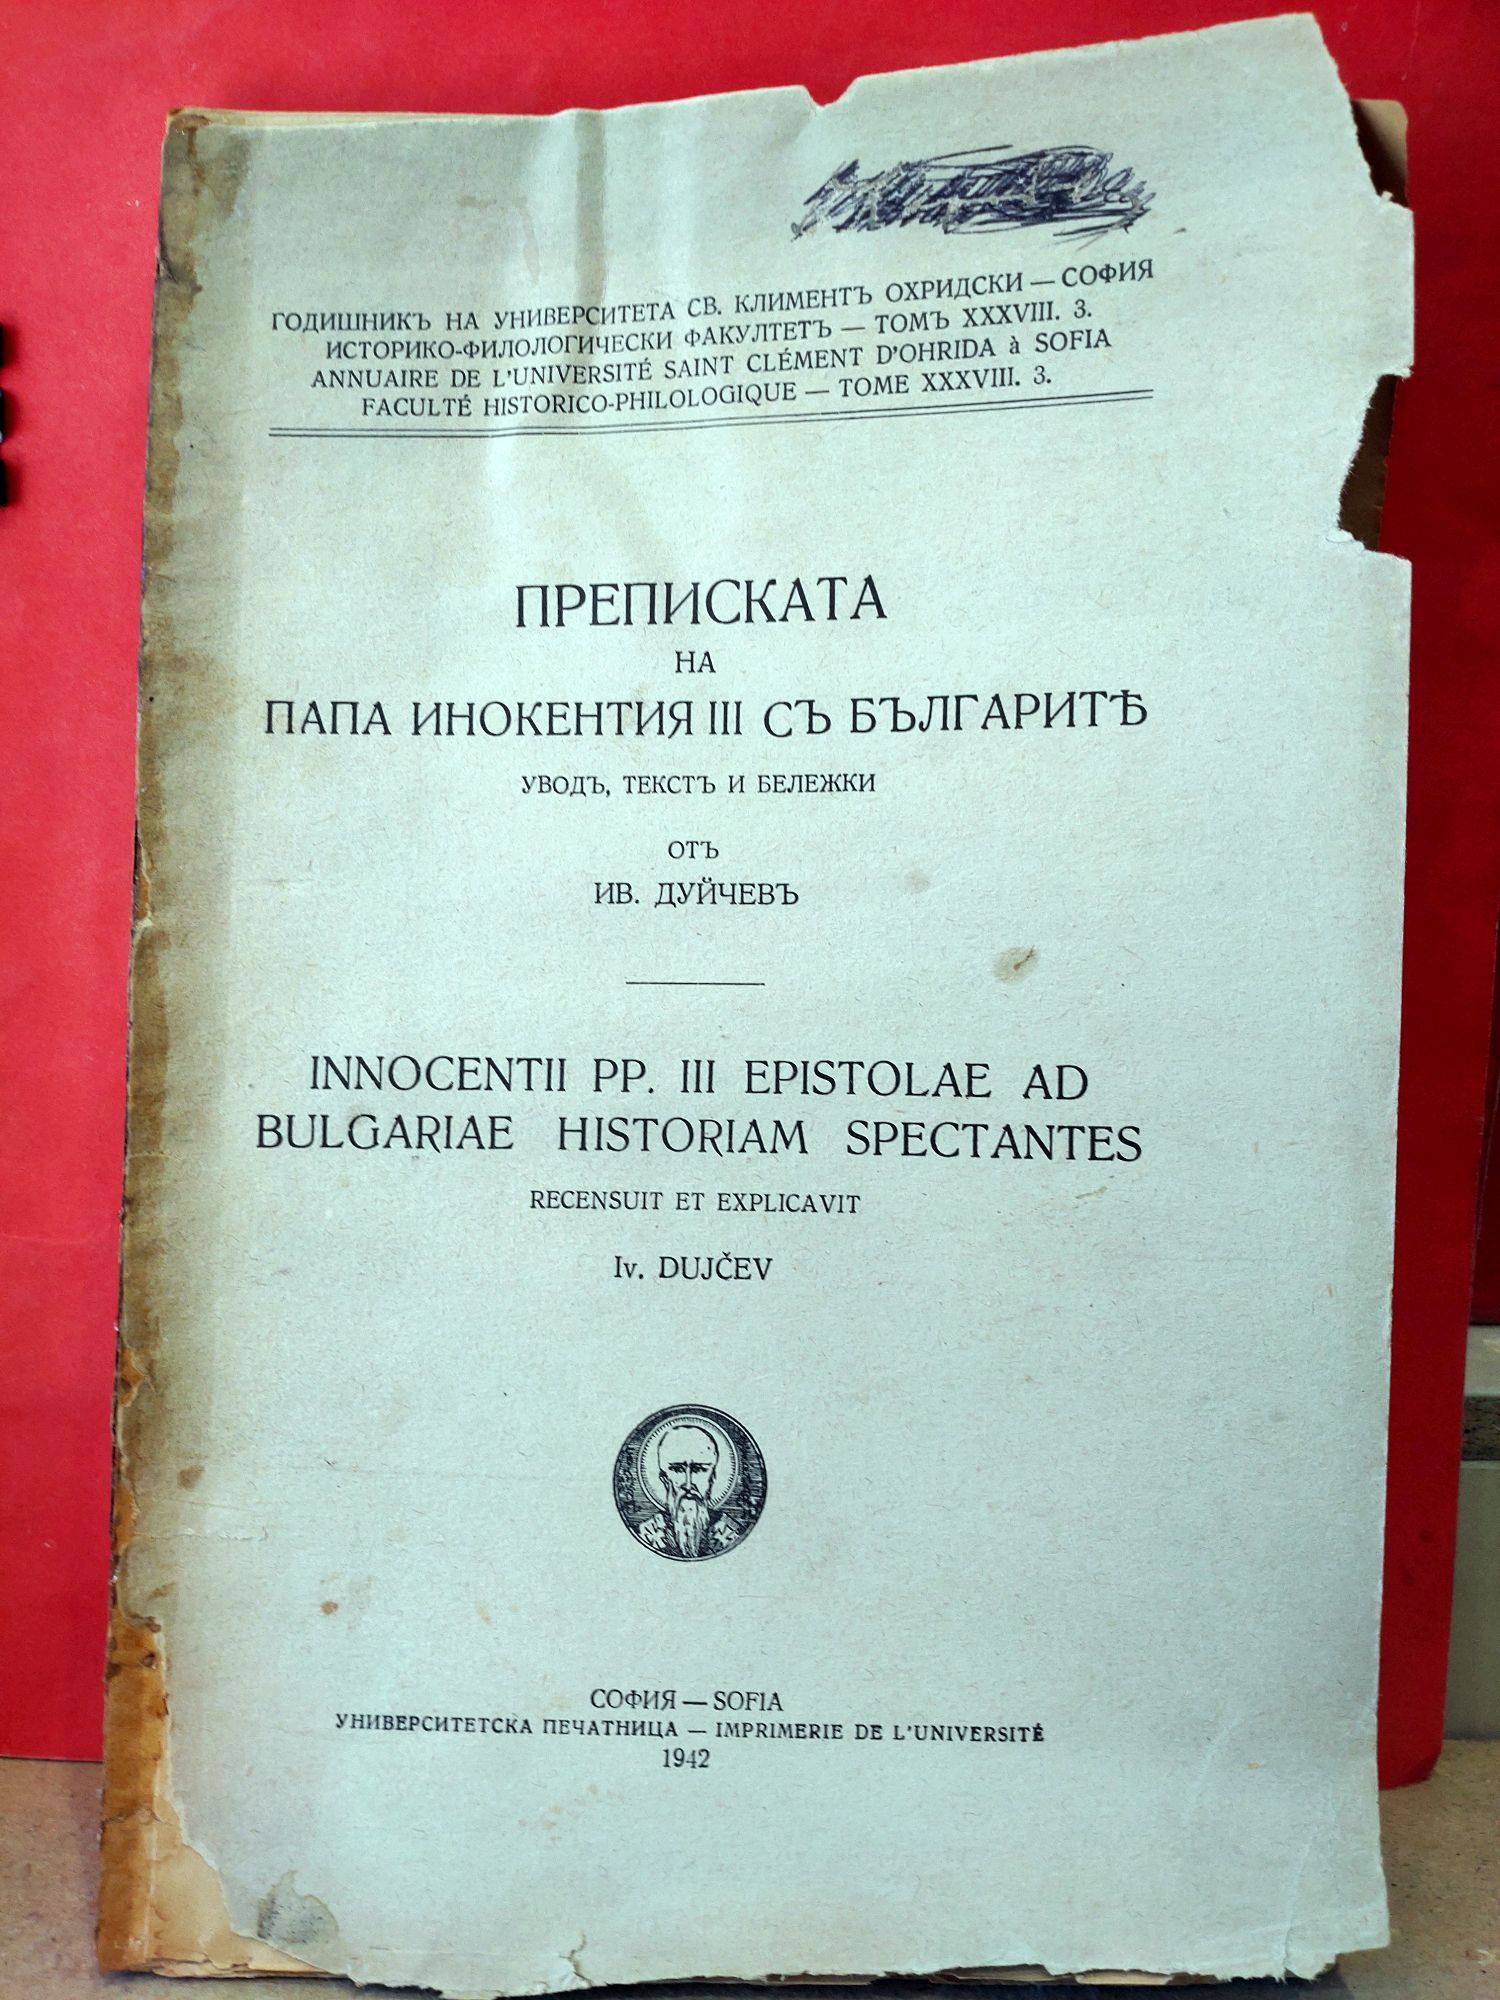 ГОДИШНИКЪ НА УНИВЕРСИТЕТА СВ. КЛИМЕНТЪ ОХРИДСКИ — СОФИЯ
ИСТОРИКО-ФИЛОЛОГИЧЕСКИ ФАКУЛТЕТЪ — ТОМЪ XXXVIII. 3.
ANNUAIRE DE L'UNIVERSITÉ SAINT CLÉMENT D'OHRIDA à SOFIA
FACULTÉ HISTORICO-PHILOLOGIQUE — TOME XXXVIII. 3.
ПРЕПИСКАТА
НА
ПАПА ИНОКЕНТИЯ III СЪ БЪЛГАРИТѢ
УВОДЪ, ТЕКСТЪ И БЕЛЕЖКИ
ОТЪ
ИВ. ДУЙЧЕВЪ
INNOCENTII PP. III EPISTOLAE AD
BULGARIAE HISTORIAM SPECTANTES
RECENSUIT ET EXPLICAVIT
Iv. DUJČEV
СОФИЯ — SOFIA
УНИВЕРСИТЕТСКА ПЕЧАТНИЦА — IMPRIMERIE DE L'UNIVERSITÉ
1942